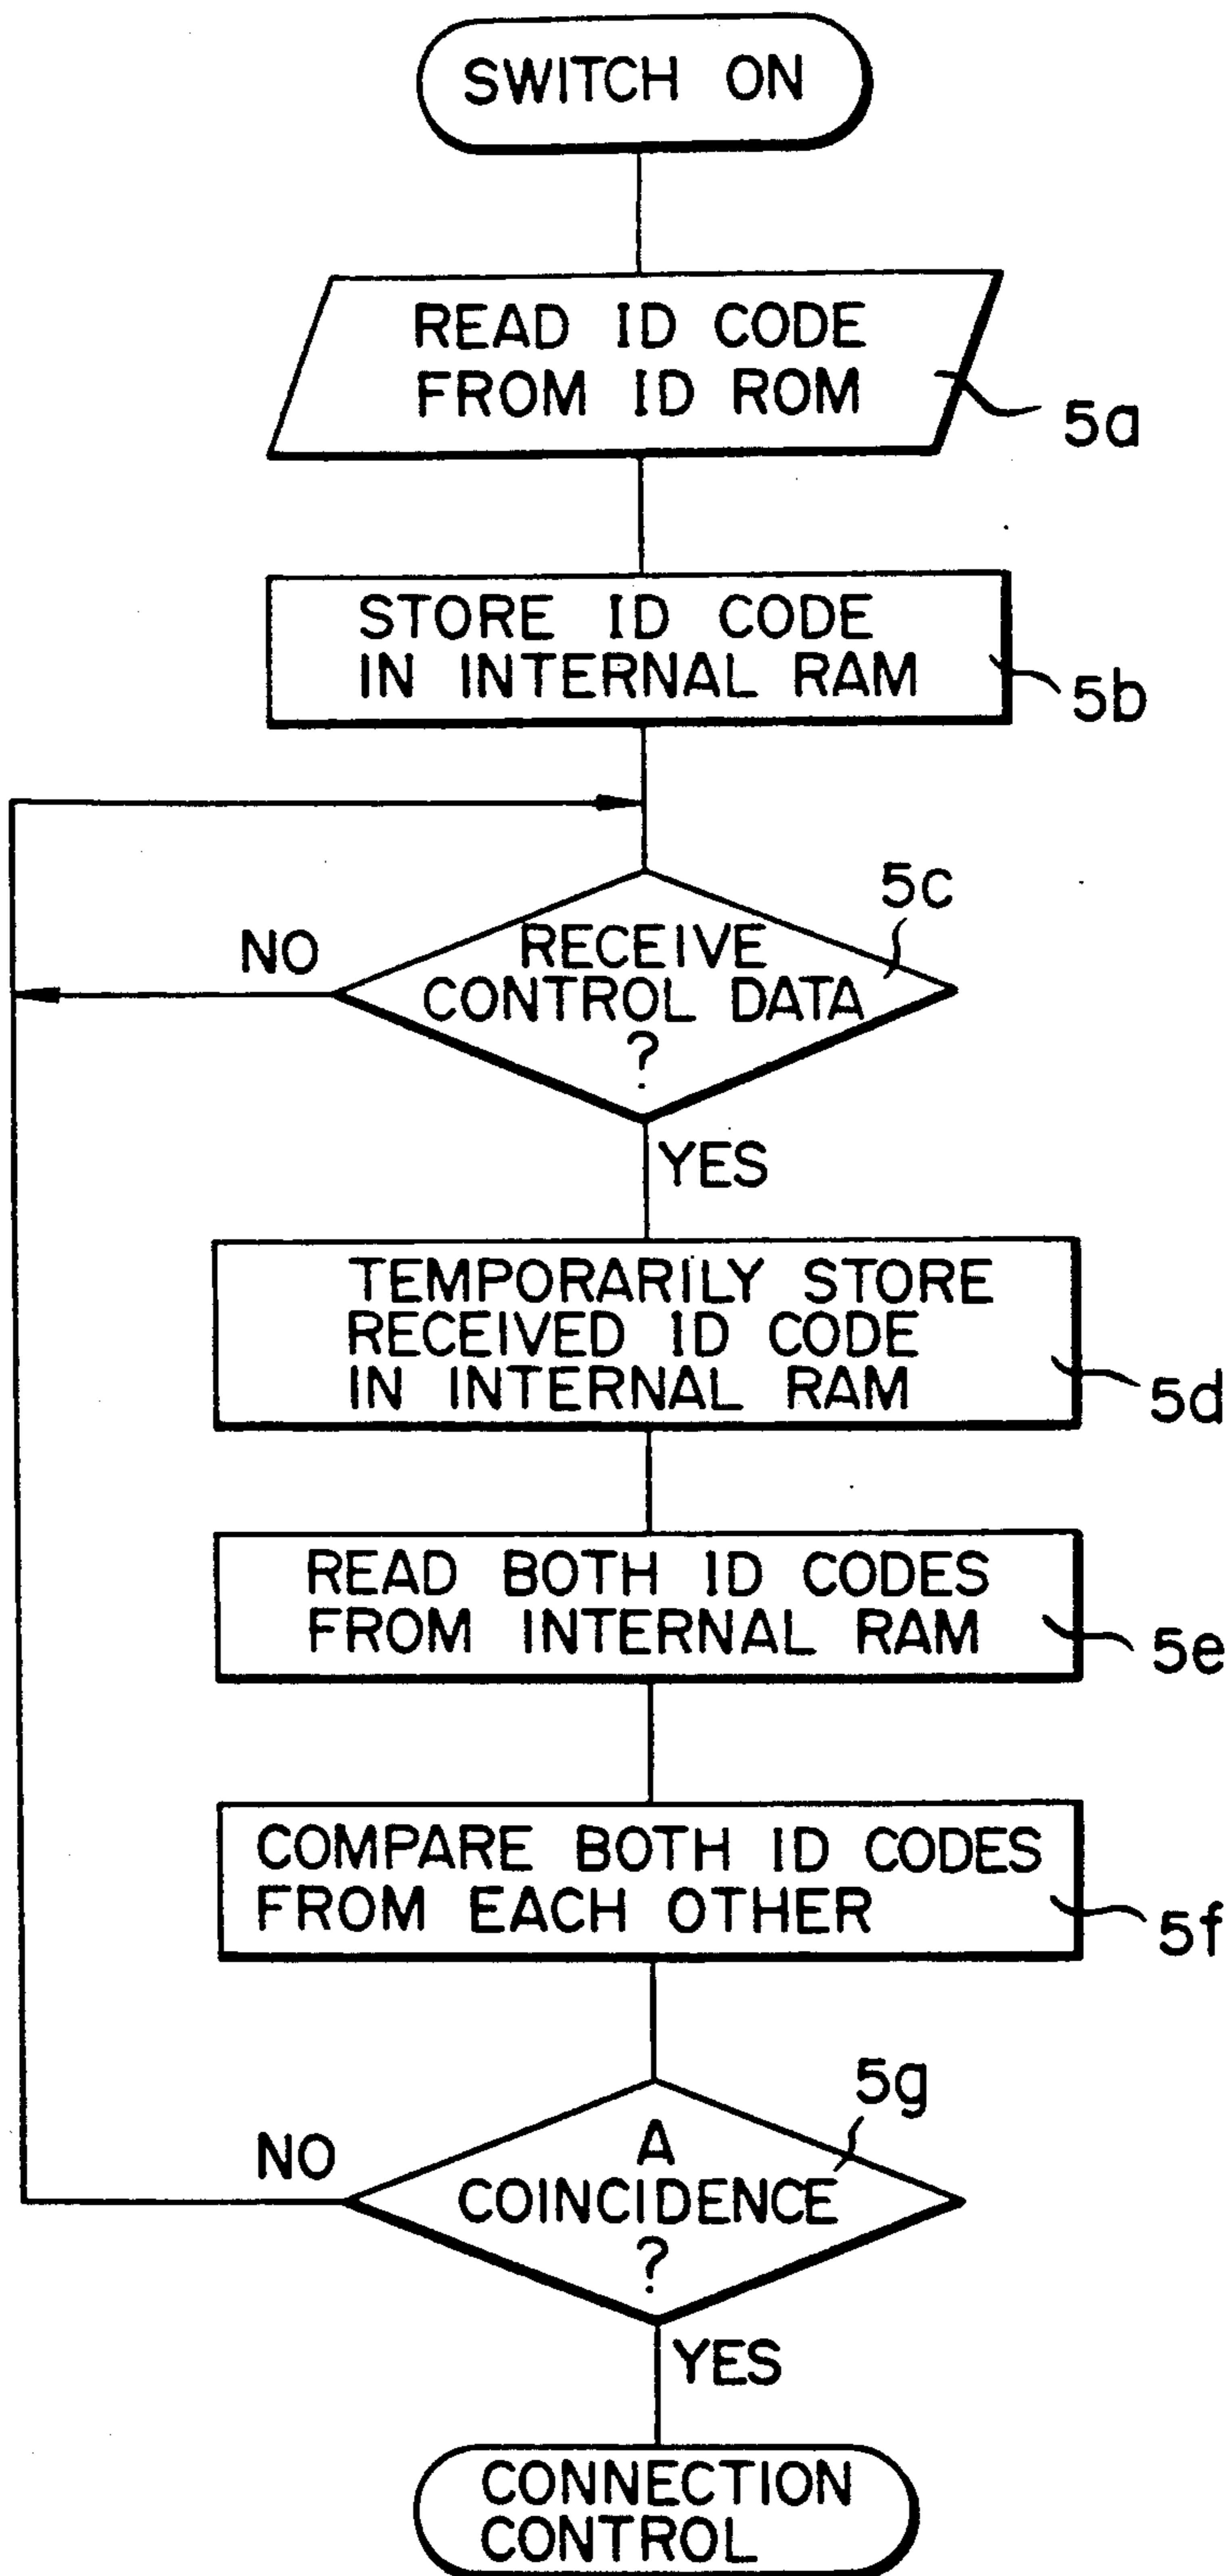 SWITCH ON
READ ID CODE
FROM ID ROM
5a
STORE ID CODE
IN INTERNAL RAM
5b
5c
NO
RECEIVE
CONTROL DATA
?
YES
TEMPORARILY STORE
RECEIVED ID CODE
IN INTERNAL RAM
5d
READ BOTH ID CODES
FROM INTERNAL RAM
5e
COMPARE BOTH ID CODES
FROM EACH OTHER
5f
5g
NO
A
COINCIDENCE
?
YES
CONNECTION
CONTROL